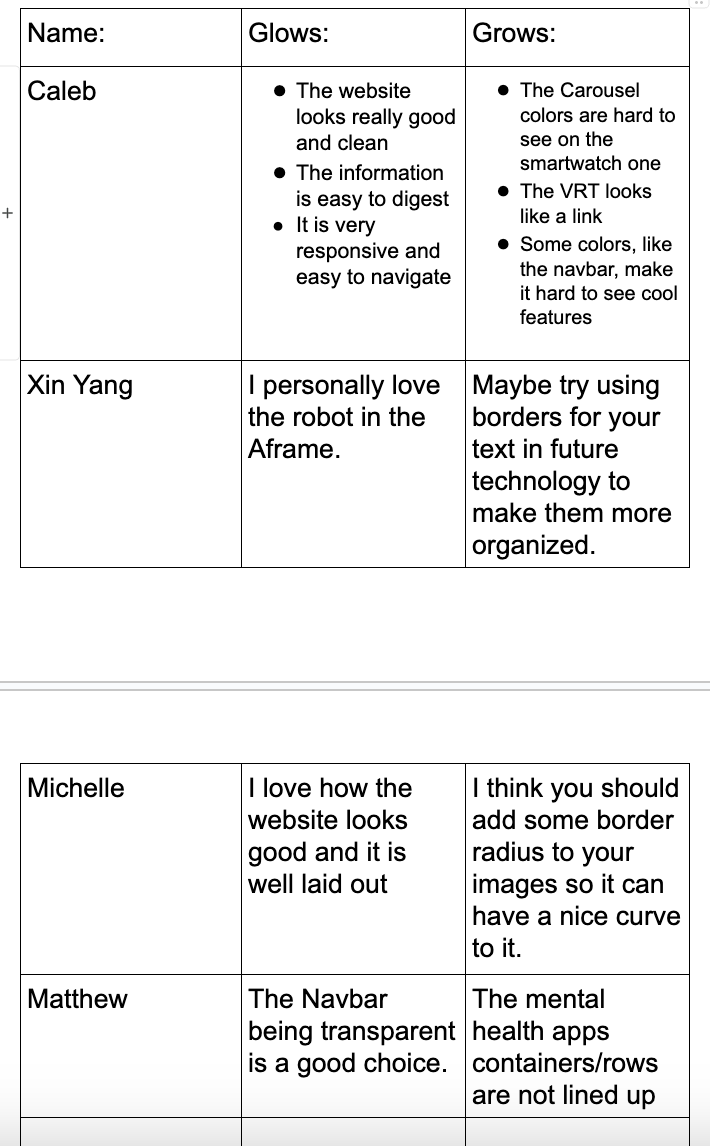 Name: Glows: Grows:
Caleb
● The website
looks really good
and clean
● The information
is easy to digest
● It is very
responsive and
easy to navigate
● The Carousel
colors are hard to
see on the
smartwatch one
● The VRT looks
like a link
● Some colors, like
the navbar, make
it hard to see cool
features
Xin Yang
I personally love
the robot in the
Aframe.
Maybe try using
borders for your
text in future
technology to
make them more
organized.
Michelle
I love how the
website looks
good and it is
well laid out
I think you should
add some border
radius to your
images so it can
have a nice curve
to it.
Matthew
The Navbar
being transparent
is a good choice.
The mental
health apps
containers/rows
are not lined up